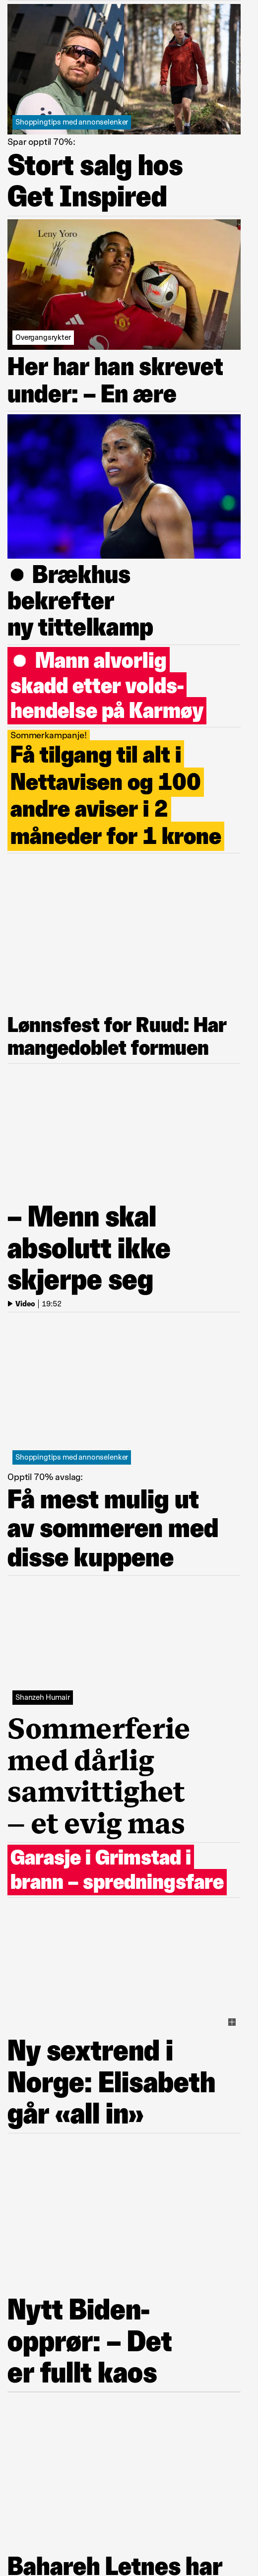 Shoppingtips med annonselenker
Spar opptil 70%:
Stort salg hos
Get Inspired
Leny Yoro
Overgangsrykter
Her har han skrevet
under: – En ære
● Brækhus
bekrefter
ny tittelkamp
● Mann alvorlig
skadd etter volds-
hendelse på Karmøy
Sommerkampanje!
Få tilgang til alt i
Nettavisen og 100
andre aviser i 2
måneder for 1 krone
Lønnsfest for Ruud: Har
mangedoblet formuen
– Menn skal
absolutt ikke
skjerpe seg
Video | 19:52
Shoppingtips med annonselenker
Opptil 70% avslag:
Få mest mulig ut
av sommeren med
disse kuppene
Shanzeh Humair
Sommerferie
med dårlig
samvittighet
– et evig mas
Garasje i Grimstad i
brann – spredningsfare
Ny sextrend i
Norge: Elisabeth
går «all in»
Nytt Biden-
opprør: – Det
er fullt kaos
Bahareh Letnes har